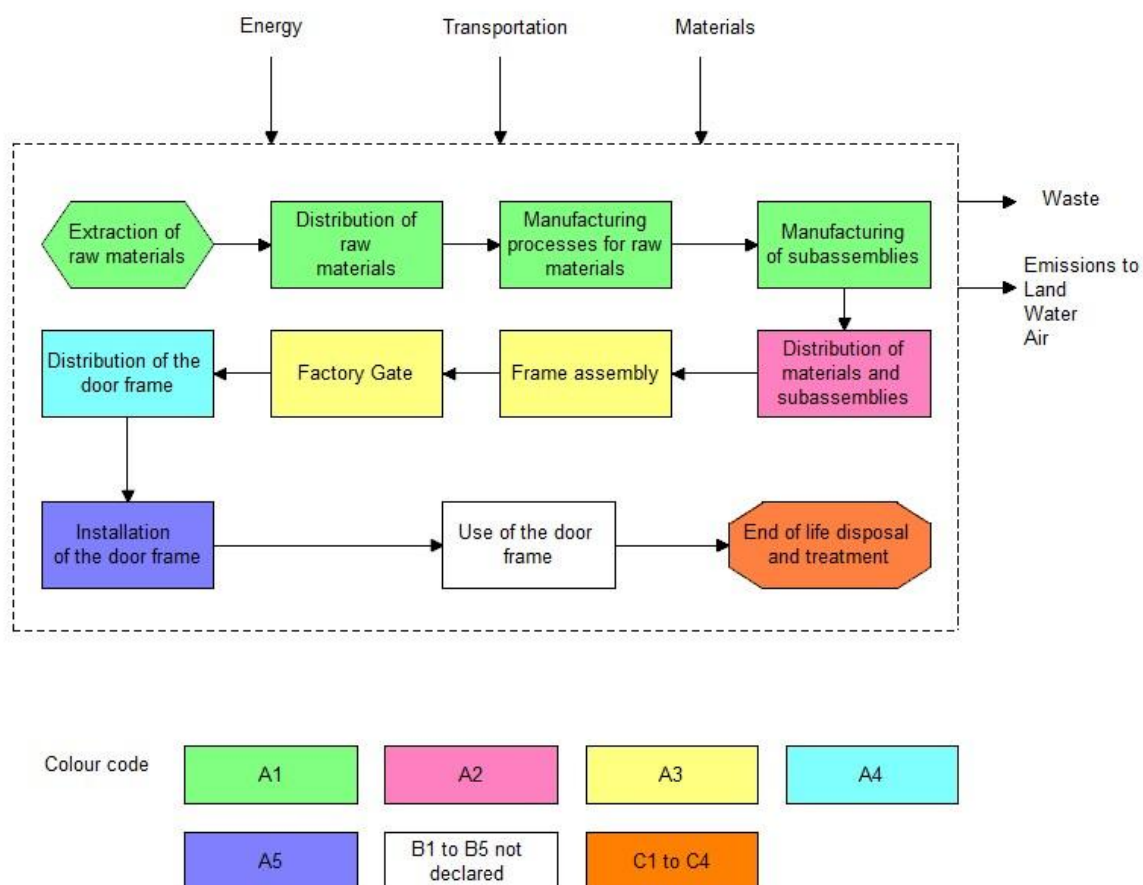 Energy
Transportation
Materials
Extraction of
raw materials
Distribution of
raw
materials
Manufacturing
processes for raw
materials
Manufacturing
of subassemblies
Waste
Emissions to
Land
Water
Air
Distribution of the
door frame
Factory Gate
Frame assembly
Distribution of
materials and
subassemblies
Installation
of the door frame
Use of the door
frame
End of life disposal
and treatment
Colour code
A1
A2
A3
A4
A5
B1 to B5 not
declared
C1 to C4